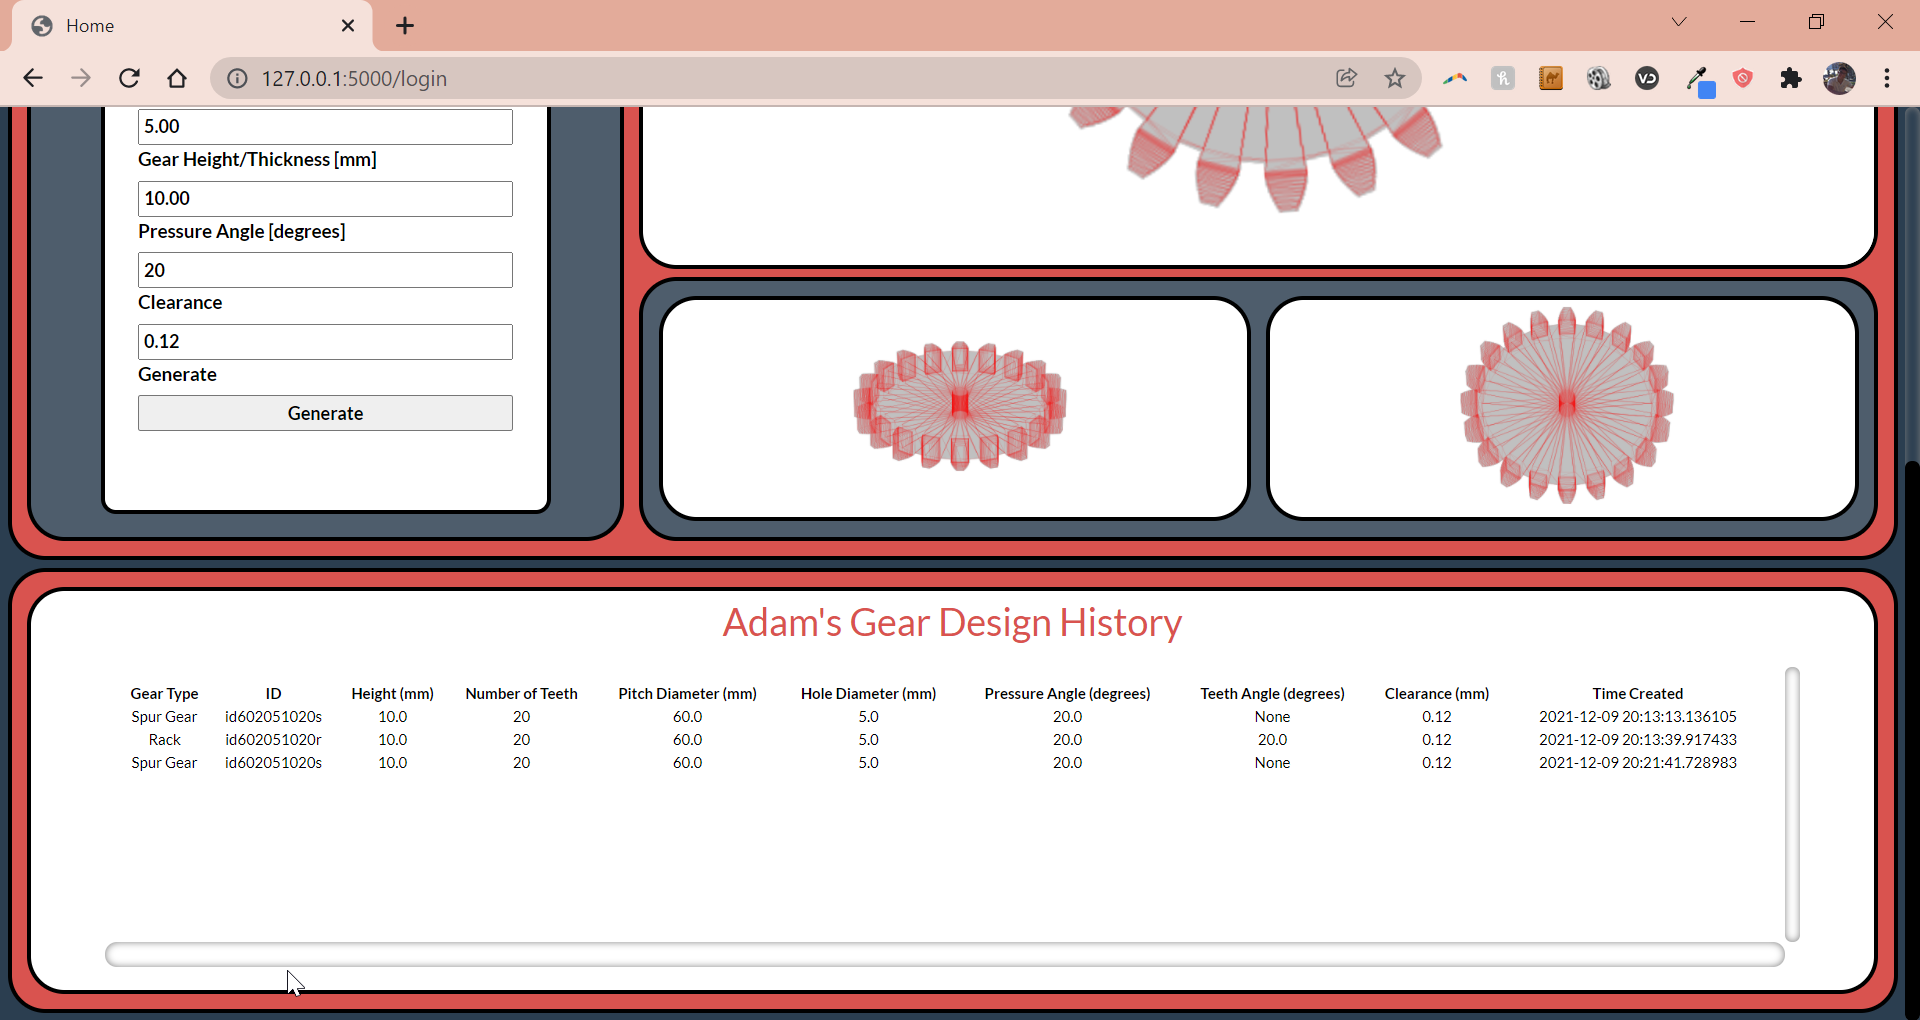 Home
127.0.0.1:5000/login
5.00
Gear Height/Thickness [mm]
10.00
Pressure Angle [degrees]
20
Clearance
0.12
Generate
Generate
Adam's Gear Design History
Gear Type ID Height (mm) Number of Teeth Pitch Diameter (mm) Hole Diameter (mm) Pressure Angle (degrees) Teeth Angle (degrees) Clearance (mm) Time Created
Spur Gear id602051020s 10.0 20 60.0 5.0 20.0 None 0.12 2021-12-09 20:13:13.136105
Rack id602051020r 10.0 20 60.0 5.0 20.0 20.0 0.12 2021-12-09 20:13:39.917433
Spur Gear id602051020s 10.0 20 60.0 5.0 20.0 None 0.12 2021-12-09 20:21:41.728983